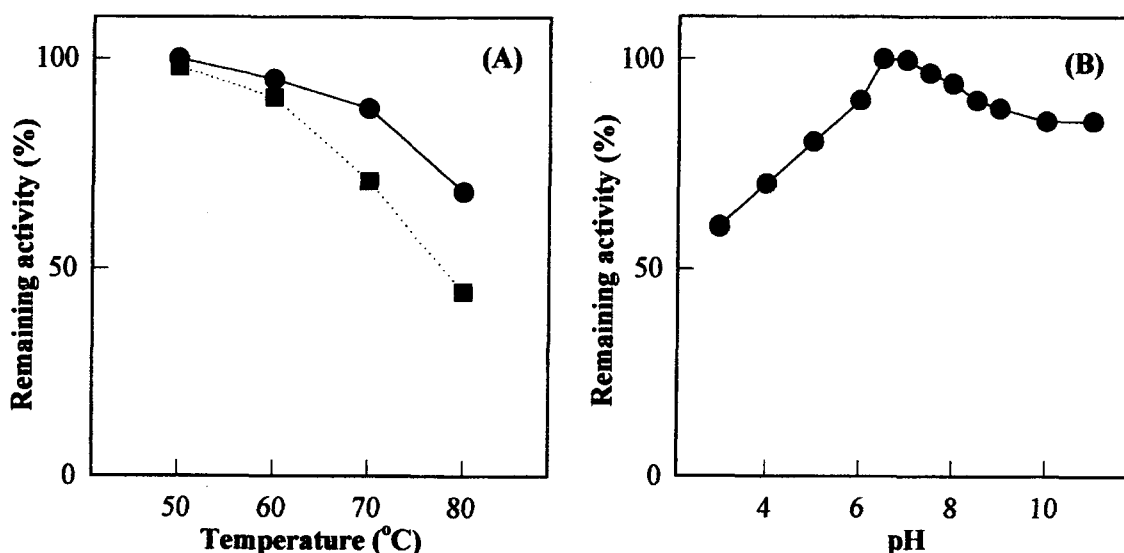 (A)
Remaining activity (%)
100
50
0
50 60 70 80
Temperature (°C)
(B)
Remaining activity (%)
100
50
0
4 6 8 10
pH